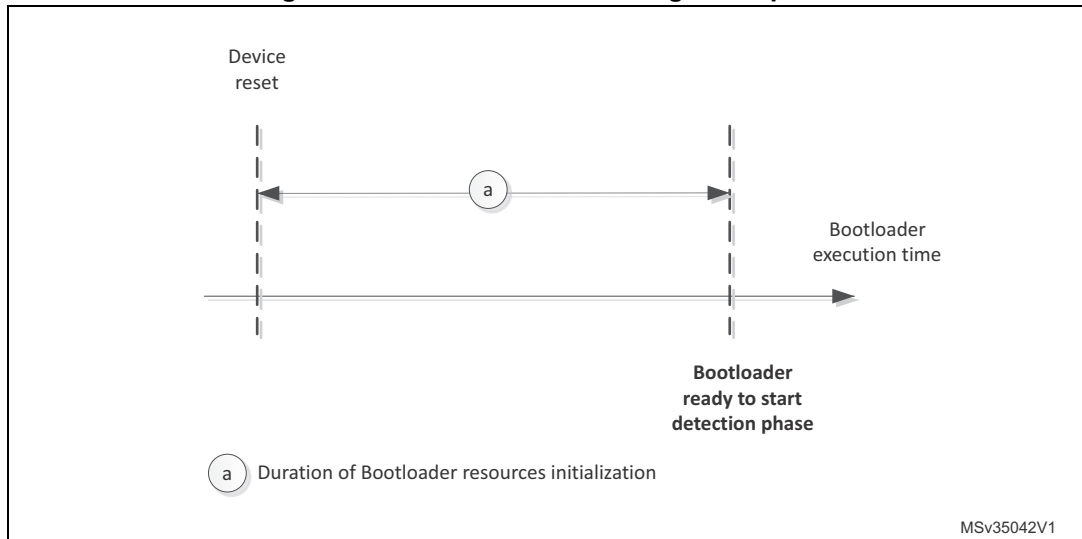 Device
reset
a
Bootloader
execution time
Bootloader
ready to start
detection phase
a Duration of Bootloader resources initialization
MSv35042V1